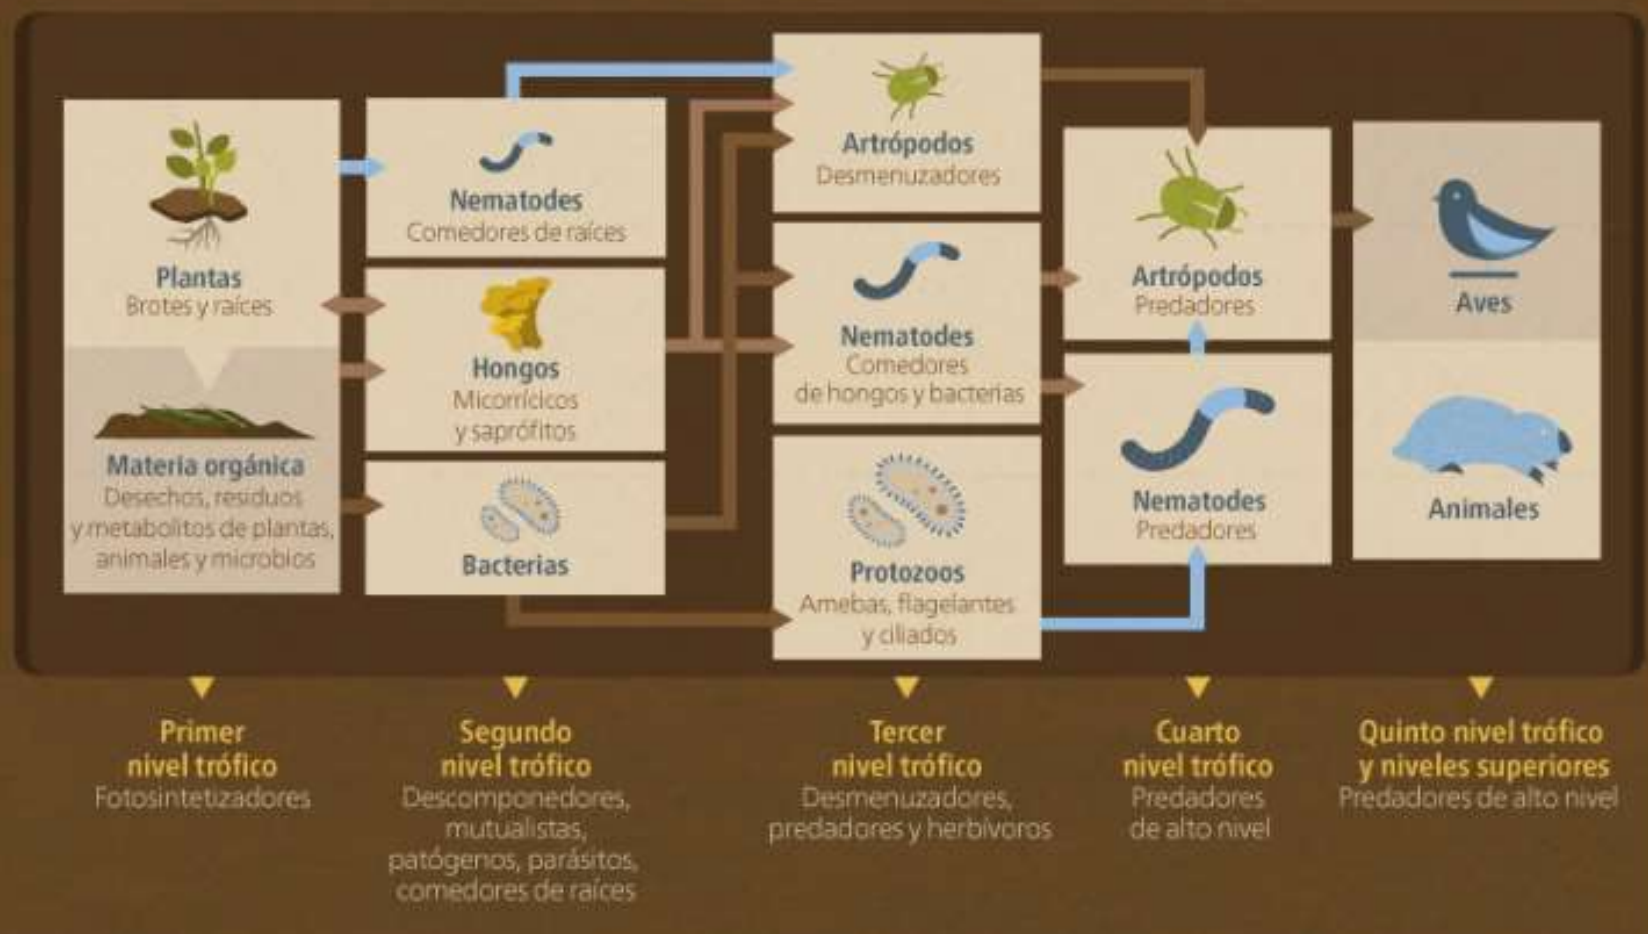 Plantas
Brotes y raíces
Materia orgánica
Desechos, residuos
y metabolitos de plantas,
animales y microbios
Nematodes
Comedores de raíces
Hongos
Micorrícicos
y saprófitos
Bacterias
Artrópodos
Desmenuzadores
Nematodes
Comedores
de hongos y bacterias
Protozoos
Amebas, flagelantes
y ciliados
Artrópodos
Predadores
Nematodes
Predadores
Aves
Animales
Primer
nivel trófico
Fotosintetizadores
Segundo
nivel trófico
Descomponedores,
mutualistas,
patógenos, parásitos,
comedores de raíces
Tercer
nivel trófico
Desmenuzadores,
predadores y herbívoros
Cuarto
nivel trófico
Predadores
de alto nivel
Quinto nivel trófico
y niveles superiores
Predadores de alto nivel